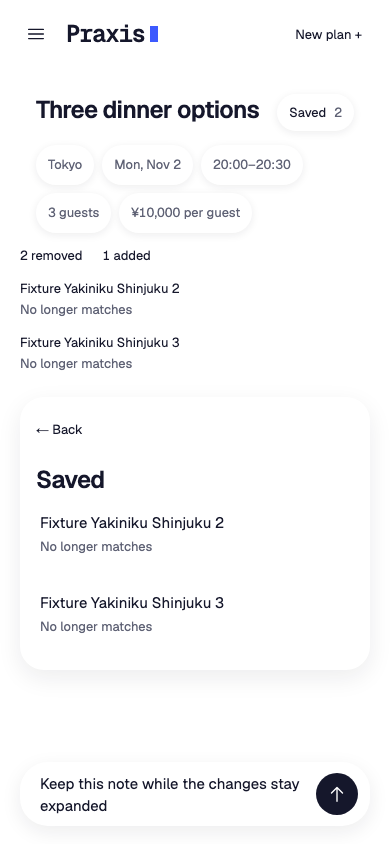 Praxis
New plan +
Three dinner options
Saved 2
Tokyo
Mon, Nov 2
20:00–20:30
3 guests
¥10,000 per guest
2 removed
1 added
Fixture Yakiniku Shinjuku 2
No longer matches
Fixture Yakiniku Shinjuku 3
No longer matches
← Back
Saved
Fixture Yakiniku Shinjuku 2
No longer matches
Fixture Yakiniku Shinjuku 3
No longer matches
Keep this note while the changes stay
expanded